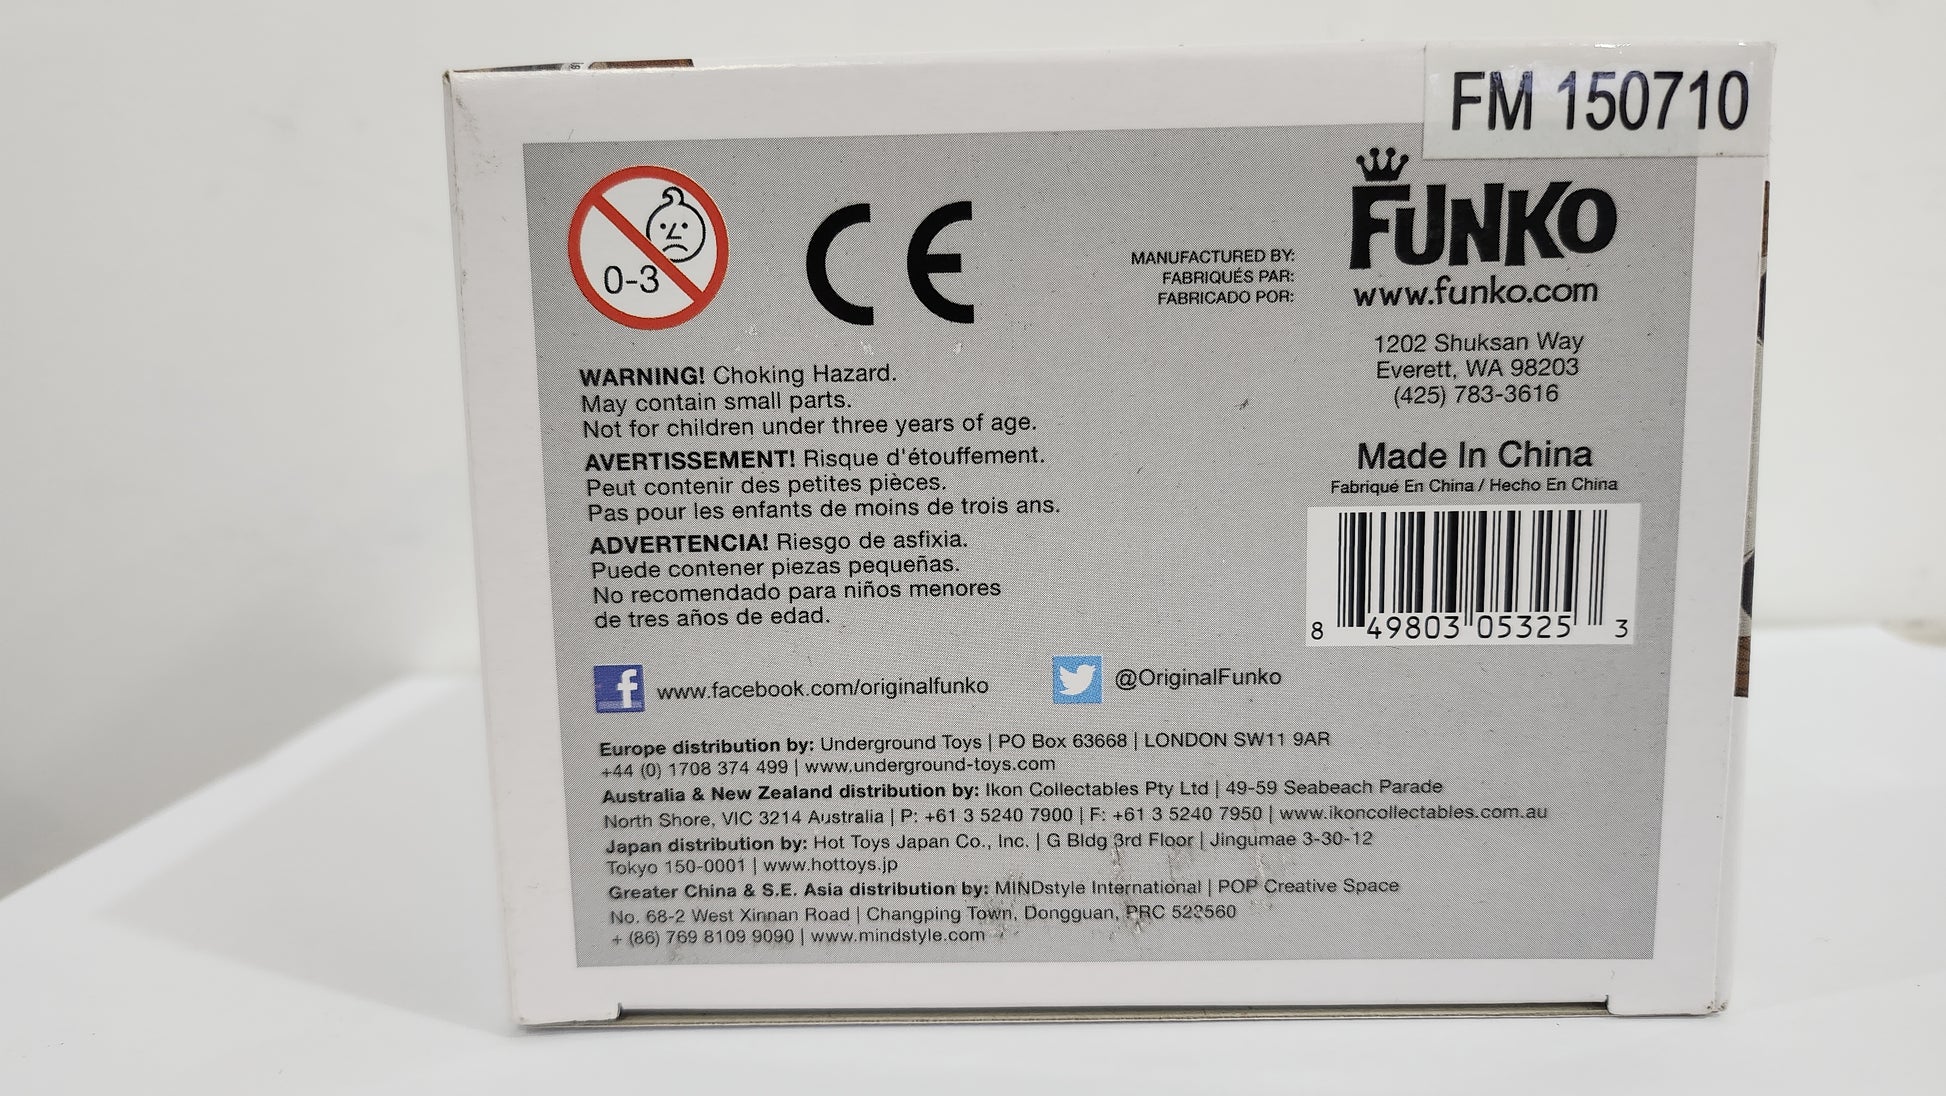 FM 150710
0-3
CE
MANUFACTURED BY:
FABRIQUÉS PAR:
FABRICADO POR:
FUNKO
www.funko.com
1202 Shuksan Way
Everett, WA 98203
(425) 783-3616
WARNING! Choking Hazard.
May contain small parts.
Not for children under three years of age.
AVERTISSEMENT! Risque d'étouffement.
Peut contenir des petites pièces.
Pas pour les enfants de moins de trois ans.
ADVERTENCIA! Riesgo de asfixia.
Puede contener piezas pequeñas.
No recomendado para niños menores
de tres años de edad.
Made In China
Fabriqué En China / Hecho En China
8 49803 05325 3
f www.facebook.com/originalfunko
@OriginalFunko
Europe distribution by: Underground Toys | PO Box 63668 | LONDON SW11 9AR
+44 (0) 1708 374 499 | www.underground-toys.com
Australia & New Zealand distribution by: Ikon Collectables Pty Ltd | 49-59 Seabeach Parade
North Shore, VIC 3214 Australia | P: +61 3 5240 7900 | F: +61 3 5240 7950 | www.ikoncollectables.com.au
Japan distribution by: Hot Toys Japan Co., Inc. | G Bldg 3rd Floor | Jingumae 3-30-12
Tokyo 150-0001 | www.hottoys.jp
Greater China & S.E. Asia distribution by: MINDstyle International | POP Creative Space
No. 68-2 West Xinnan Road | Changping Town, Dongguan, PRC 523560
+ (86) 769 8109 9090 | www.mindstyle.com